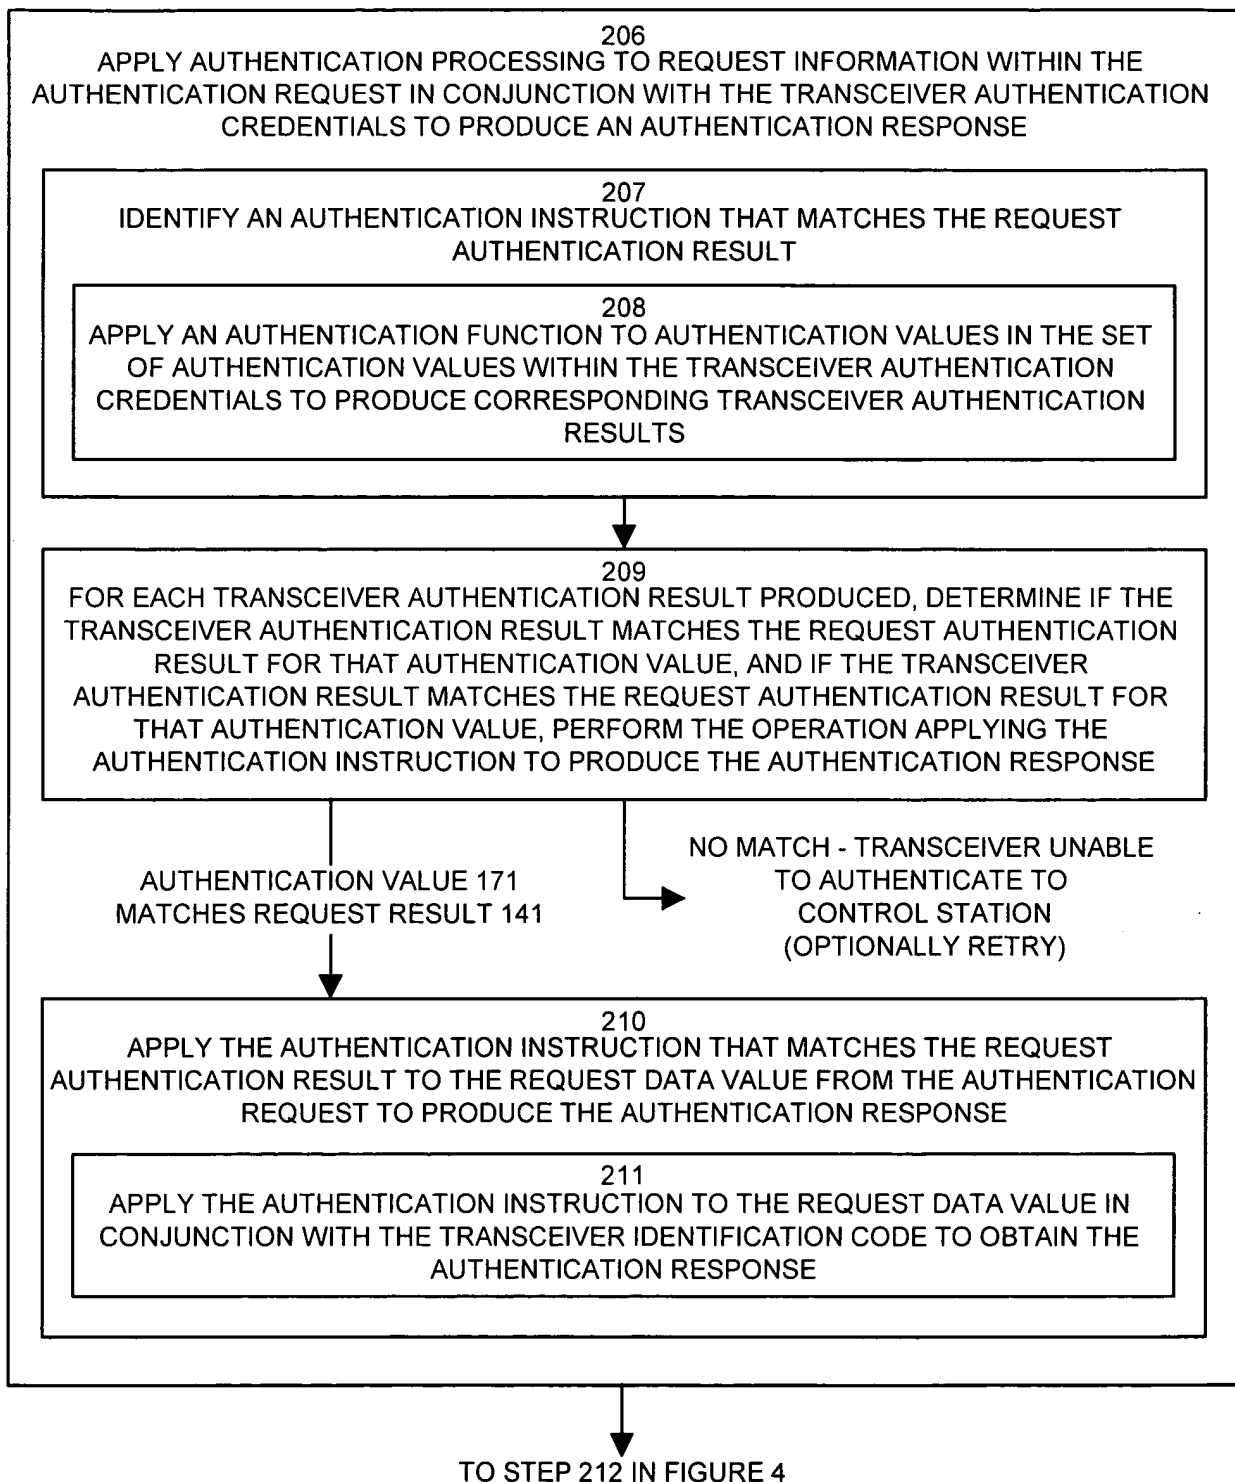 206
APPLY AUTHENTICATION PROCESSING TO REQUEST INFORMATION WITHIN THE
AUTHENTICATION REQUEST IN CONJUNCTION WITH THE TRANSCEIVER AUTHENTICATION
CREDENTIALS TO PRODUCE AN AUTHENTICATION RESPONSE
207
IDENTIFY AN AUTHENTICATION INSTRUCTION THAT MATCHES THE REQUEST
AUTHENTICATION RESULT
208
APPLY AN AUTHENTICATION FUNCTION TO AUTHENTICATION VALUES IN THE SET
OF AUTHENTICATION VALUES WITHIN THE TRANSCEIVER AUTHENTICATION
CREDENTIALS TO PRODUCE CORRESPONDING TRANSCEIVER AUTHENTICATION
RESULTS
209
FOR EACH TRANSCEIVER AUTHENTICATION RESULT PRODUCED, DETERMINE IF THE
TRANSCEIVER AUTHENTICATION RESULT MATCHES THE REQUEST AUTHENTICATION
RESULT FOR THAT AUTHENTICATION VALUE, AND IF THE TRANSCEIVER
AUTHENTICATION RESULT MATCHES THE REQUEST AUTHENTICATION RESULT FOR
THAT AUTHENTICATION VALUE, PERFORM THE OPERATION APPLYING THE
AUTHENTICATION INSTRUCTION TO PRODUCE THE AUTHENTICATION RESPONSE
AUTHENTICATION VALUE 171
MATCHES REQUEST RESULT 141
NO MATCH - TRANSCEIVER UNABLE
TO AUTHENTICATE TO
CONTROL STATION
(OPTIONALLY RETRY)
210
APPLY THE AUTHENTICATION INSTRUCTION THAT MATCHES THE REQUEST
AUTHENTICATION RESULT TO THE REQUEST DATA VALUE FROM THE AUTHENTICATION
REQUEST TO PRODUCE THE AUTHENTICATION RESPONSE
211
APPLY THE AUTHENTICATION INSTRUCTION TO THE REQUEST DATA VALUE IN
CONJUNCTION WITH THE TRANSCEIVER IDENTIFICATION CODE TO OBTAIN THE
AUTHENTICATION RESPONSE
TO STEP 212 IN FIGURE 4